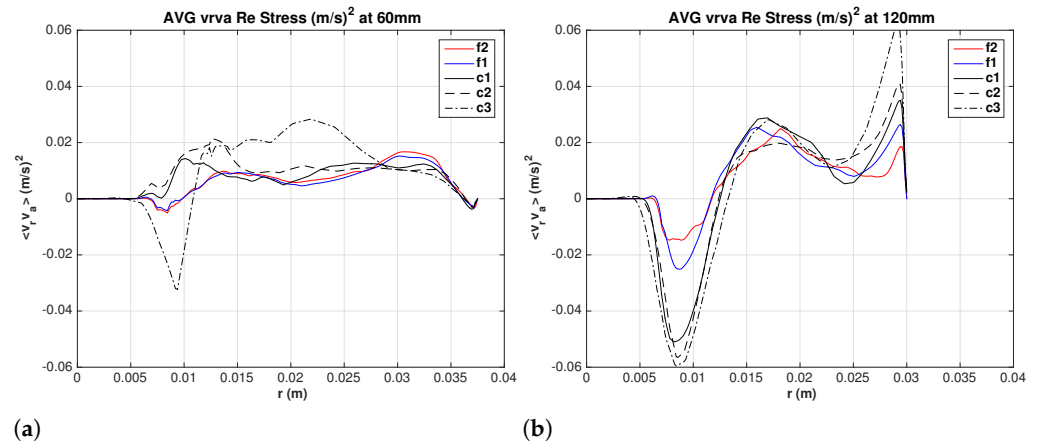 AVG vrva Re Stress (m/s)^2 at 60mm
<v_r v_a> (m/s)^2
0.06
0.04
0.02
0
-0.02
-0.04
-0.06
f2
f1
c1
c2
c3
0 0.005 0.01 0.015 0.02 0.025 0.03 0.035 0.04
r (m)
(a)
AVG vrva Re Stress (m/s)^2 at 120mm
<v_r v_a> (m/s)^2
0.06
0.04
0.02
0
-0.02
-0.04
-0.06
f2
f1
c1
c2
c3
0 0.005 0.01 0.015 0.02 0.025 0.03 0.035 0.04
r (m)
(b)